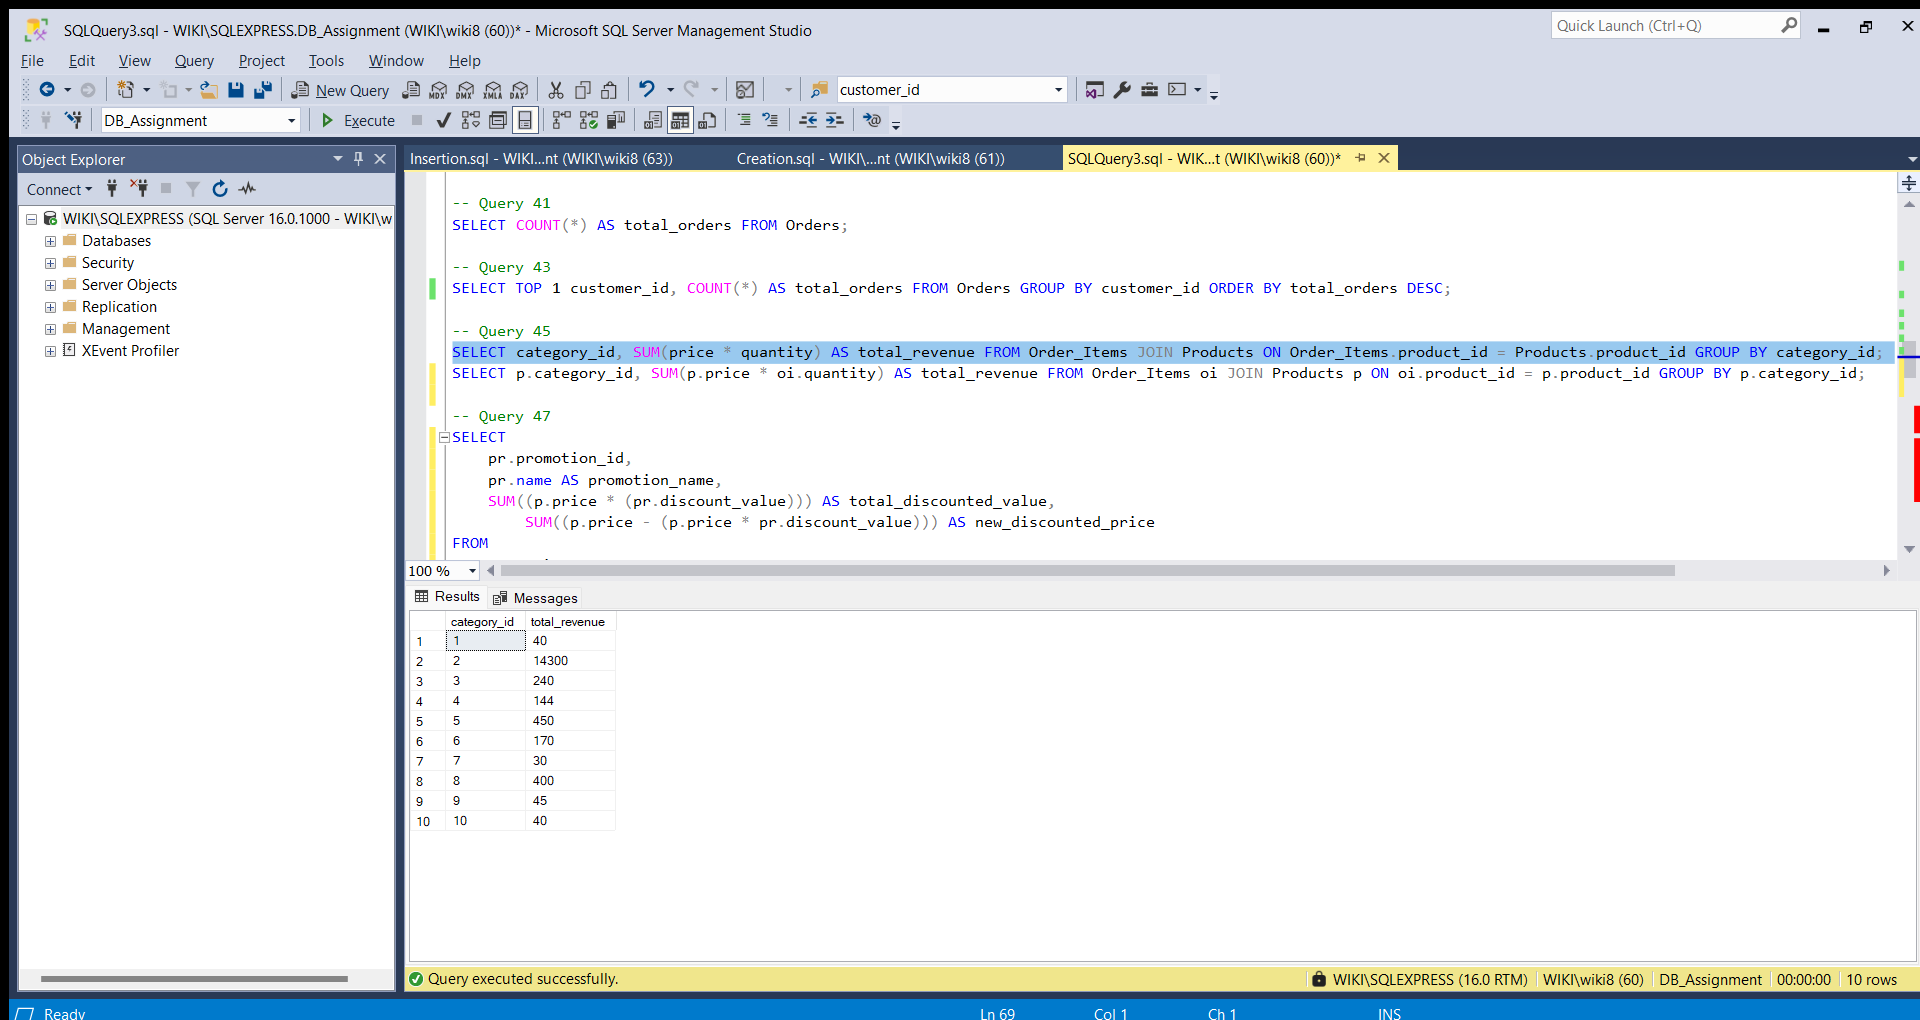 SQLQuery3.sql - WIKI\SQLEXPRESS.DB_Assignment (WIKI\wiki8 (60))* - Microsoft SQL Server Management Studio
Quick Launch (Ctrl+Q)
File Edit View Query Project Tools Window Help
New Query MDX DMX XMLA DAX customer_id
DB_Assignment Execute
Object Explorer
Insertion.sql - WIKI...nt (WIKI\wiki8 (63)) Creation.sql - WIKI\...nt (WIKI\wiki8 (61)) SQLQuery3.sql - WIK...t (WIKI\wiki8 (60))*
Connect
WIKI\SQLEXPRESS (SQL Server 16.0.1000 - WIKI\w
Databases
Security
Server Objects
Replication
Management
XEvent Profiler
-- Query 41
SELECT COUNT(*) AS total_orders FROM Orders;
-- Query 43
SELECT TOP 1 customer_id, COUNT(*) AS total_orders FROM Orders GROUP BY customer_id ORDER BY total_orders DESC;
-- Query 45
SELECT category_id, SUM(price * quantity) AS total_revenue FROM Order_Items JOIN Products ON Order_Items.product_id = Products.product_id GROUP BY category_id;
SELECT p.category_id, SUM(p.price * oi.quantity) AS total_revenue FROM Order_Items oi JOIN Products p ON oi.product_id = p.product_id GROUP BY p.category_id;
-- Query 47
SELECT
pr.promotion_id,
pr.name AS promotion_name,
SUM((p.price * (pr.discount_value))) AS total_discounted_value,
SUM((p.price - (p.price * pr.discount_value))) AS new_discounted_price
FROM
100 %
Results Messages
category_id total_revenue
1 1 40
2 2 14300
3 3 240
4 4 144
5 5 450
6 6 170
7 7 30
8 8 400
9 9 45
10 10 40
Query executed successfully. WIKI\SQLEXPRESS (16.0 RTM) WIKI\wiki8 (60) DB_Assignment 00:00:00 10 rows
Ready Ln 69 Col 1 Ch 1 INS